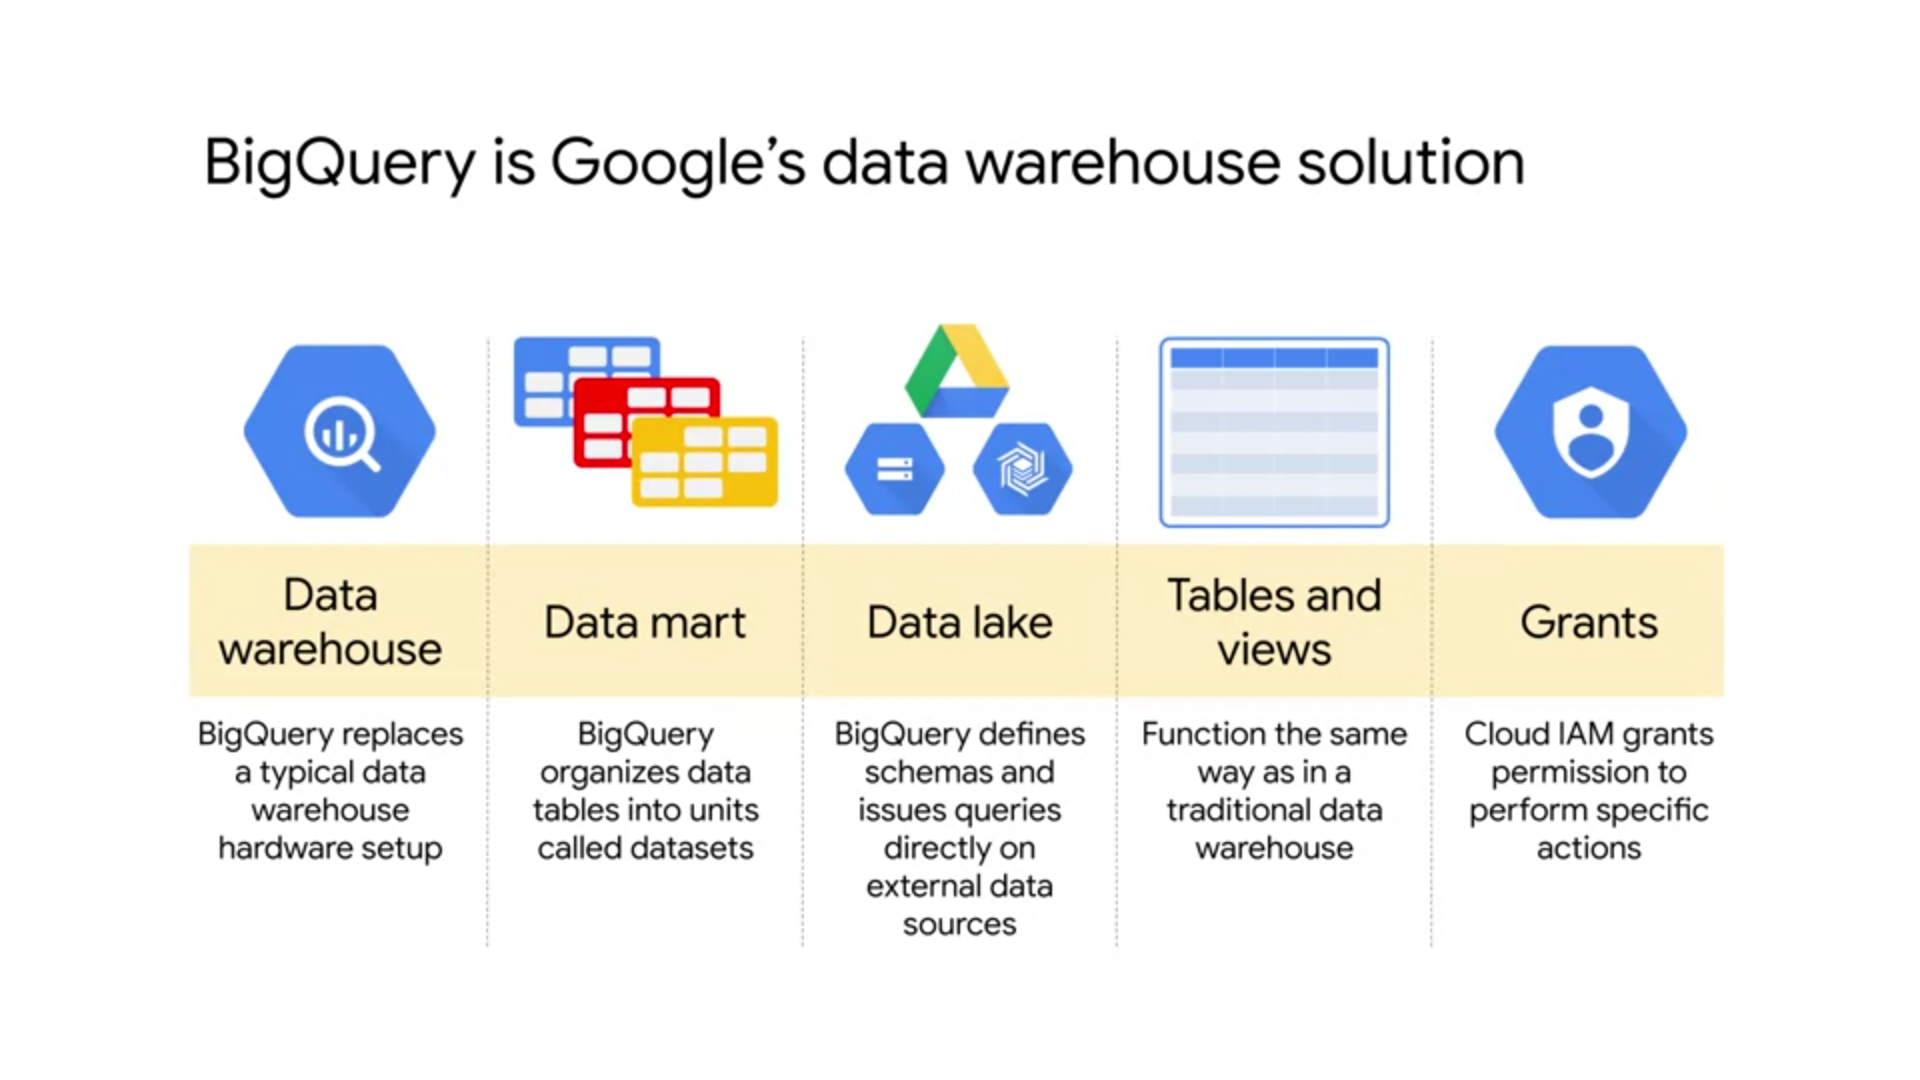 BigQuery is Google’s data warehouse solution
Data
warehouse
BigQuery replaces
a typical data
warehouse
hardware setup
Data mart
BigQuery
organizes data
tables into units
called datasets
Data lake
BigQuery defines
schemas and
issues queries
directly on
external data
sources
Tables and
views
Function the same
way as in a
traditional data
warehouse
Grants
Cloud IAM grants
permission to
perform specific
actions